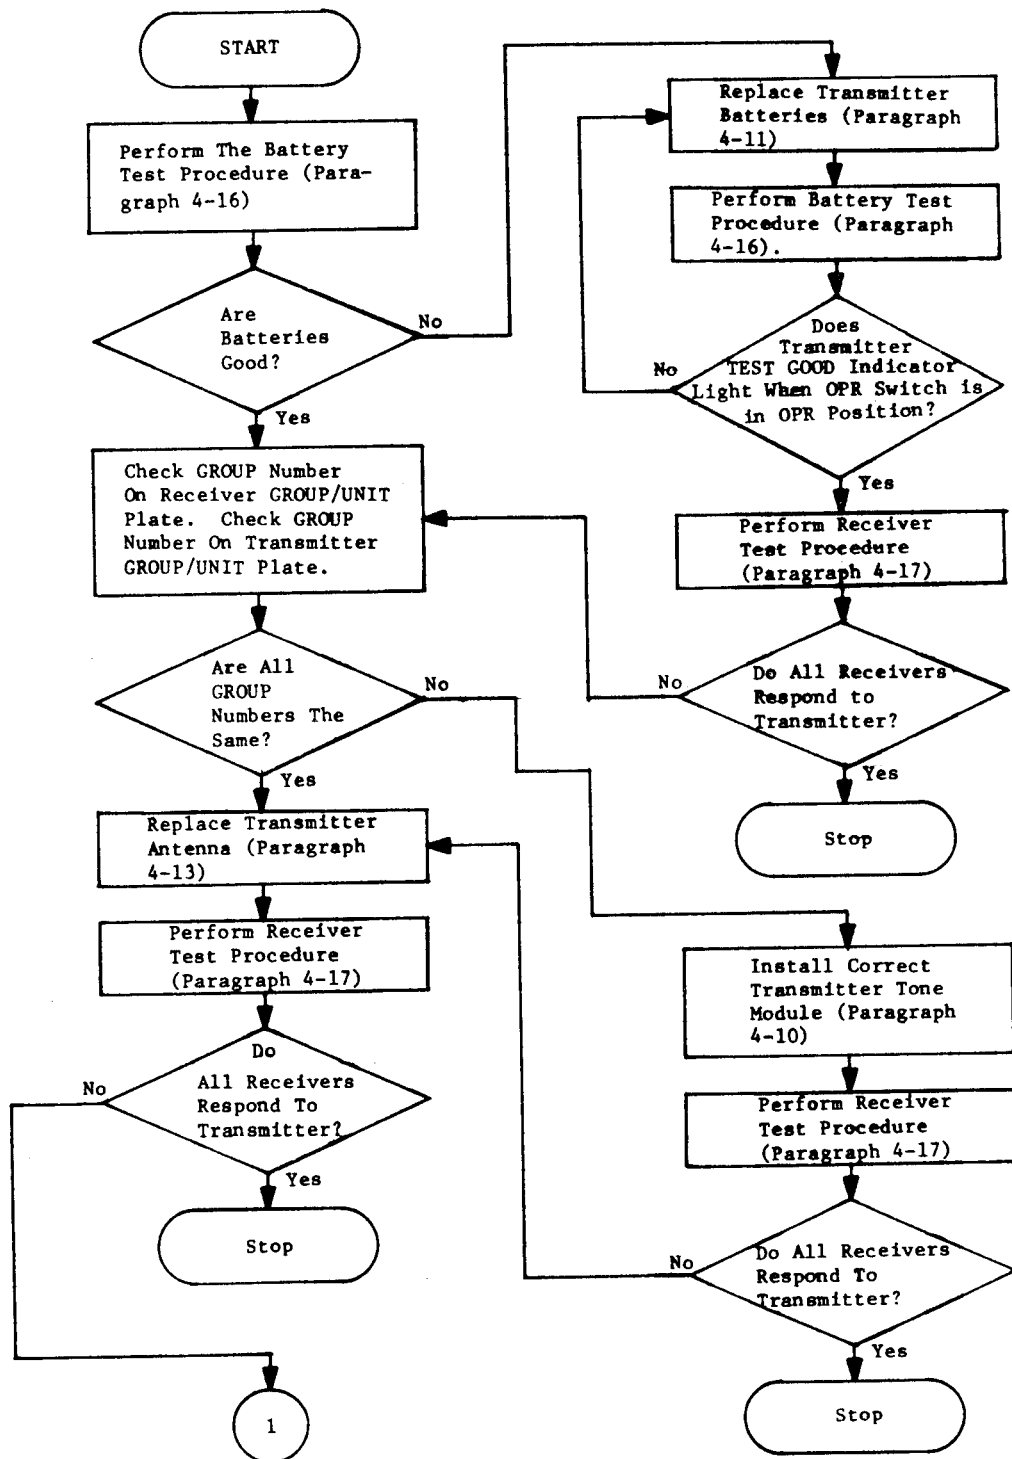 START
Perform The Battery
Test Procedure (Para-
graph 4-16)
Are
Batteries
Good?
No
Yes
Replace Transmitter
Batteries (Paragraph
4-11)
Perform Battery Test
Procedure (Paragraph
4-16).
Does
Transmitter
TEST GOOD Indicator
Light When OPR Switch is
in OPR Position?
No
Yes
Perform Receiver
Test Procedure
(Paragraph 4-17)
Do All Receivers
Respond to
Transmitter?
No
Yes
Stop
Check GROUP Number
On Receiver GROUP/UNIT
Plate. Check GROUP
Number On Transmitter
GROUP/UNIT Plate.
Are All
GROUP
Numbers The
Same?
No
Yes
Replace Transmitter
Antenna (Paragraph
4-13)
Perform Receiver
Test Procedure
(Paragraph 4-17)
Do
All Receivers
Respond To
Transmitter?
No
Yes
Stop
1
Install Correct
Transmitter Tone
Module (Paragraph
4-10)
Perform Receiver
Test Procedure
(Paragraph 4-17)
Do All Receivers
Respond To
Transmitter?
No
Yes
Stop